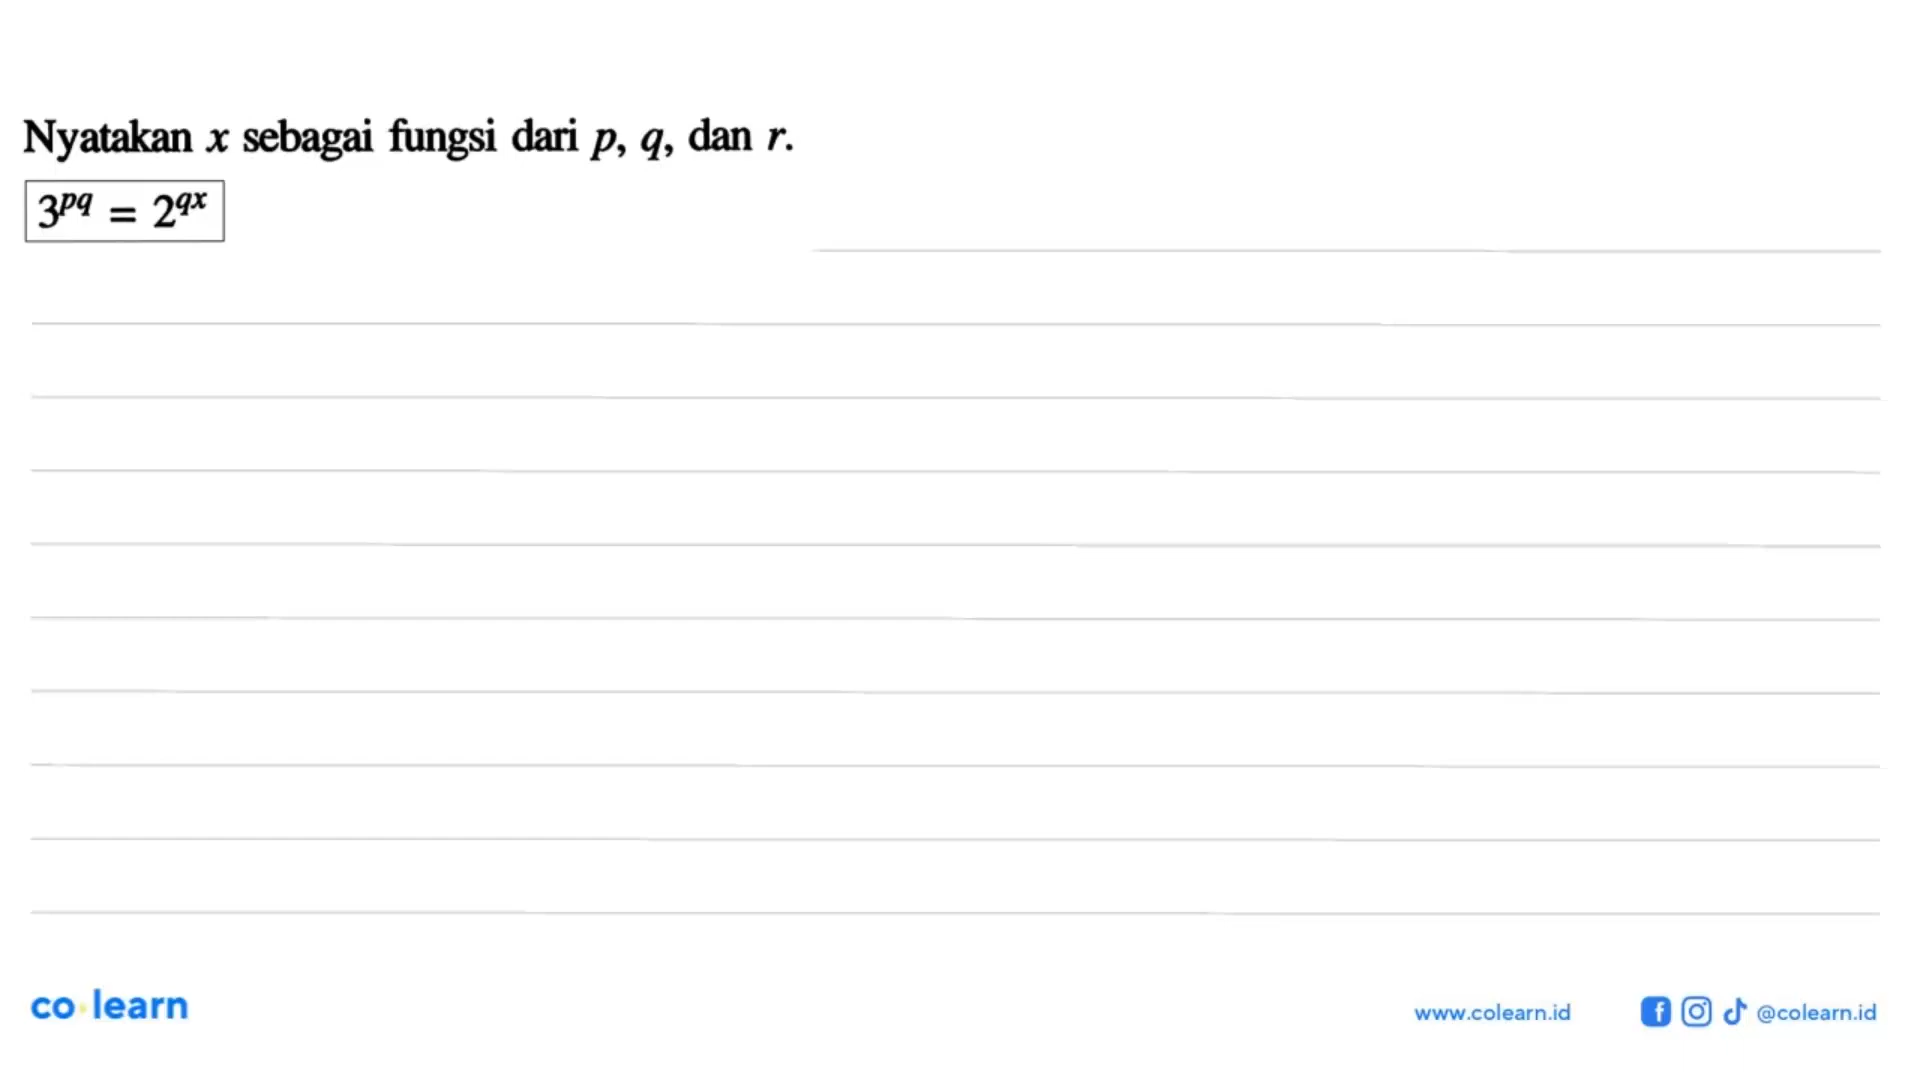 Nyatakan x sebagai fungsi dari p, q, dan r.
3^{pq} = 2^{qx}
co learn
www.colearn.id @colearn.id